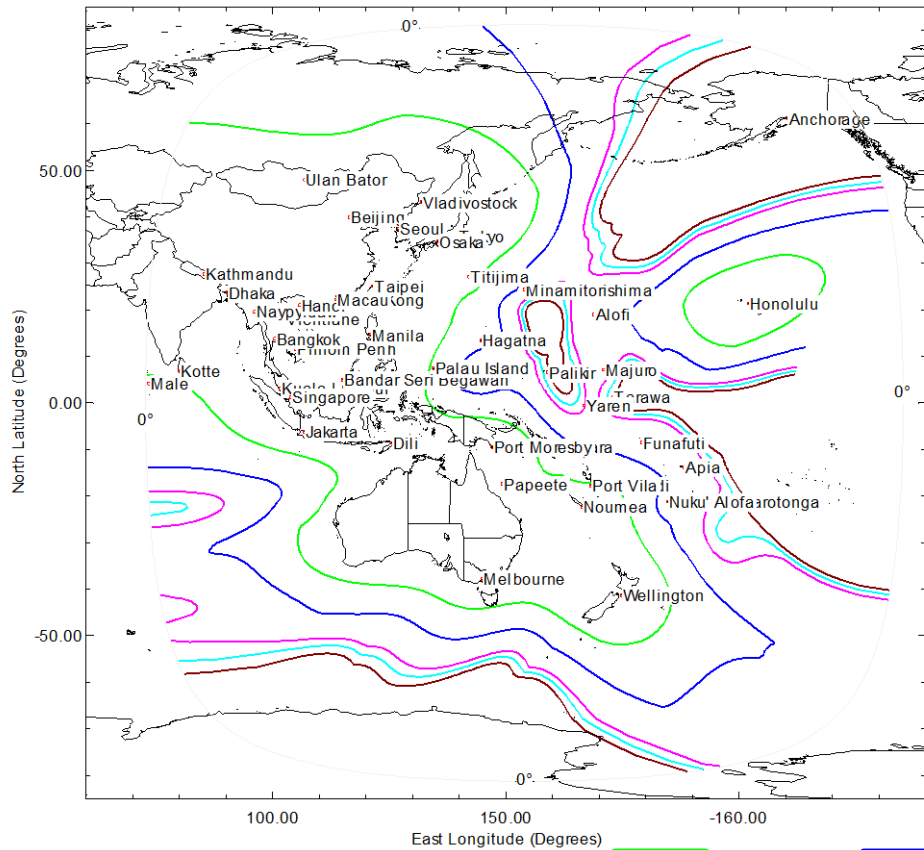 0°
Anchorage
50.00
Ulan Bator
Vladivostock
Beijing
Seoul
Osaka
Kathmandu
Titijima
Dhaka
Taipei
Minamitorishima
Macau
Honolulu
Alofi
Manila
Hagatna
Bangkok
Palau Island
Palikir
Majuro
Kotte
Male
Bandar Seri Begawan
Singapore
0.00
0°
0°
Yaren
Jakarta
Dili
Port Moresby
Funafuti
Apia
Papeete
Port Vila
Nuku' Alofa
Noumea
Melbourne
Wellington
-50.00
0°
North Latitude (Degrees)
100.00
150.00
-160.00
East Longitude (Degrees)